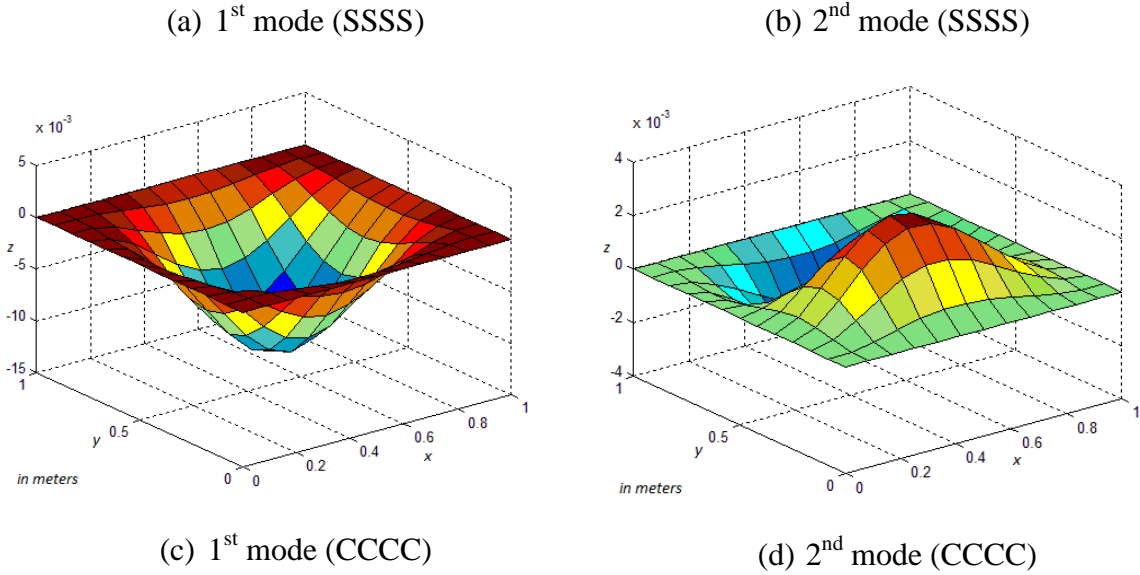 (a) 1st mode (SSSS)
(b) 2nd mode (SSSS)
x 10-3
5
0
z
-5
-10
-15
1
0.5
y
0
0
0.2
0.4
0.6
x
0.8
1
in meters
x 10-3
4
2
0
z
-2
-4
1
0.5
y
0
0
0.2
0.4
0.6
x
0.8
1
in meters
(c) 1st mode (CCCC)
(d) 2nd mode (CCCC)